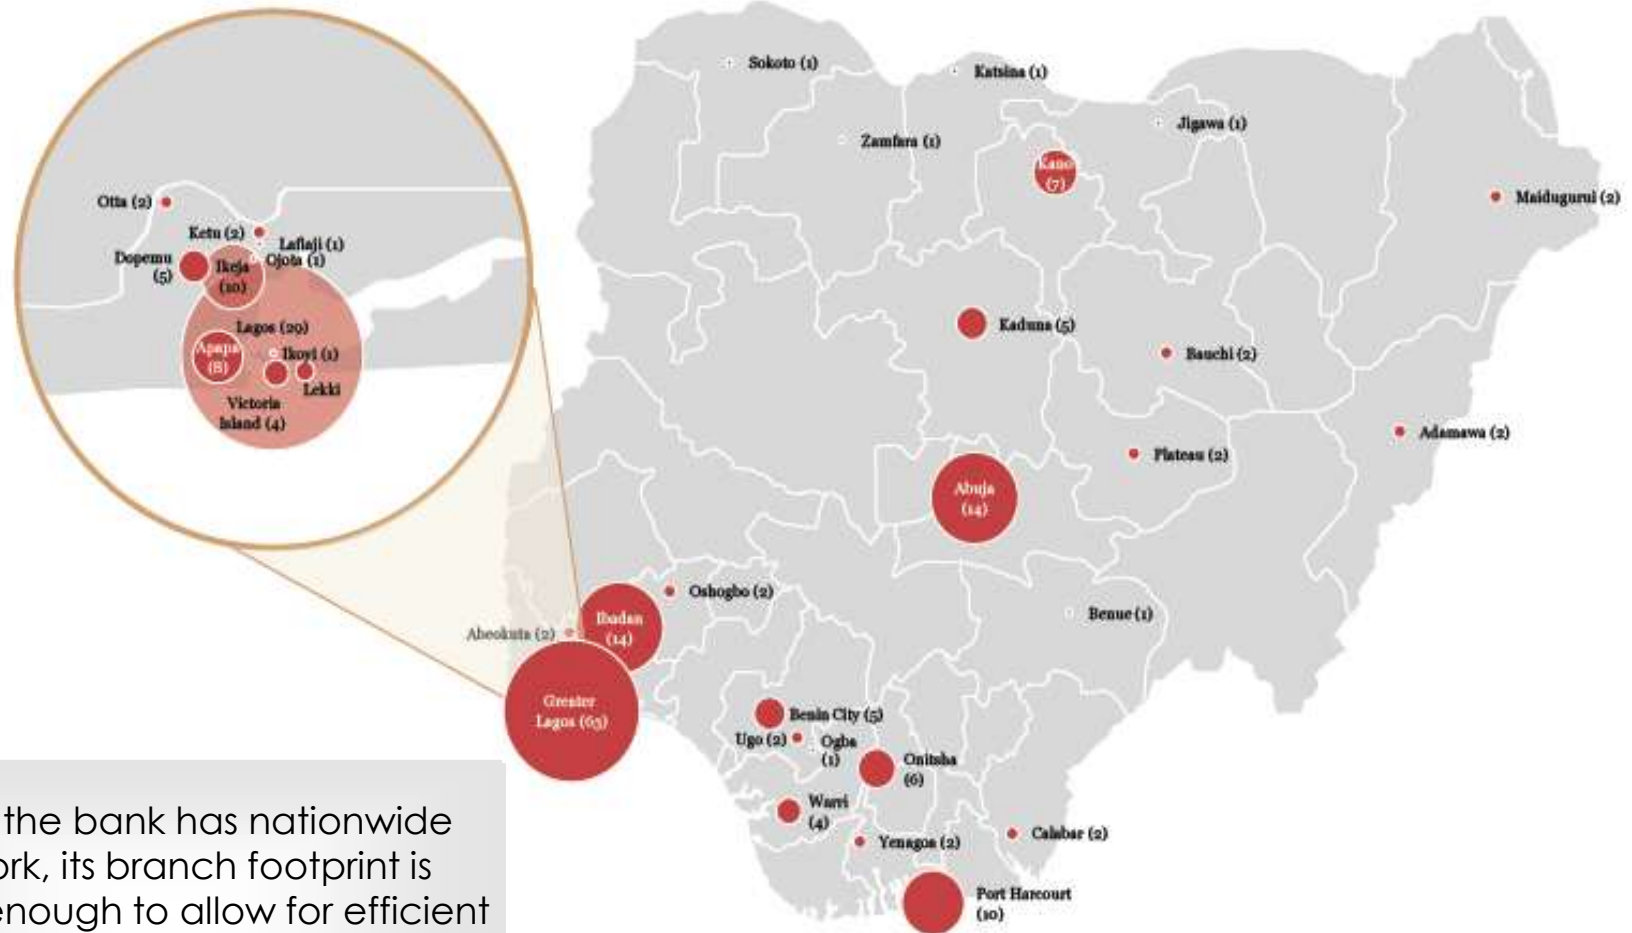 Sokoto (1)
Katsina (1)
Zamfara (1)
Jigawa (1)
Kano
(7)
Maiduguri (2)
Otta (2)
Ketu (2)
Lafiaji (1)
Ojota (1)
Dopemu
(5)
Ikeja
(10)
Lagos (29)
Apapa
(8)
Ikoyi (1)
Lekki
Victoria
Island (4)
Kaduna (5)
Bauchi (2)
Adamawa (2)
Plateau (2)
Abuja
(14)
Oshogbo (2)
Ibadan
(14)
Abeokuta (2)
Benue (1)
Greater
Lagos (63)
Benin City (5)
Ugo (2)
Ogba
(1)
Onitsha
(6)
Warri
(4)
Yenagoa (2)
Calabar (2)
Port Harcourt
(10)
the bank has nationwide
ork, its branch footprint is
enough to allow for efficient